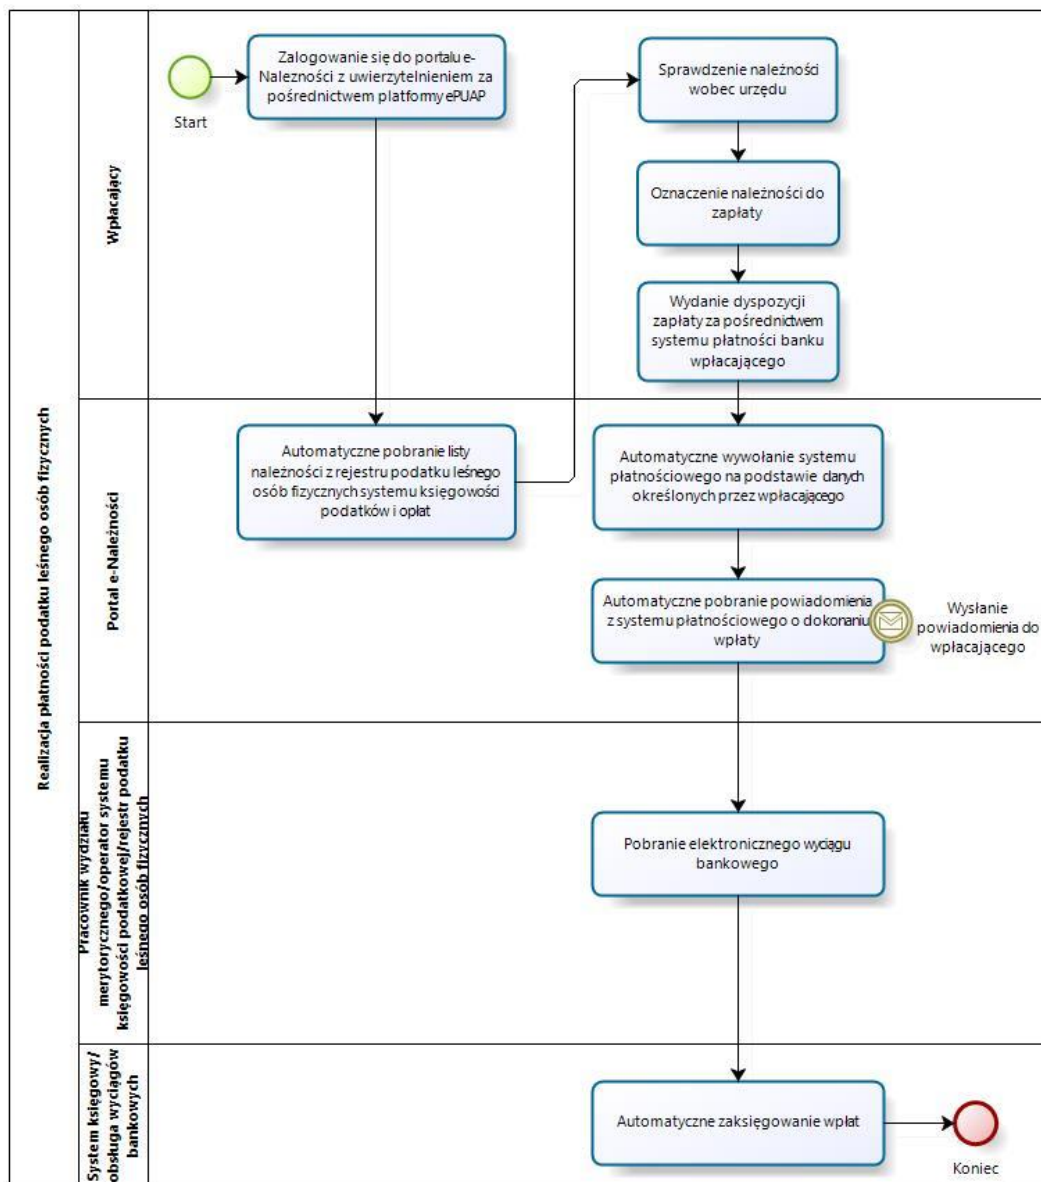 Realizacja płatności podatku leśnego osób fizycznych
Wpłacający
Start
Zalogowanie się do portalu e-
Nalezności z uwierzytelnieniem za
pośrednictwem platformy ePUAP
Sprawdzenie należności
wobec urzędu
Oznaczenie należności do
zapłaty
Wydanie dyspozycji
zapłaty za pośrednictwem
systemu płatności banku
wpłacającego
Portal e-Należności
Automatyczne pobranie listy
należności z rejestru podatku leśnego
osób fizycznych systemu księgowości
podatków i opłat
Automatyczne wywołanie systemu
płatnościowego na podstawie danych
określonych przez wpłacającego
Automatyczne pobranie powiadomienia
z systemu płatnościowego o dokonaniu
wpłaty
Wysłanie
powiadomienia do
wpłacającego
Pracownik wydziału
merytorycznego/operator systemu
księgowości podatkowej/rejestr podatku
leśnego osób fizycznych
Pobranie elektronicznego wyciągu
bankowego
System księgowy/
obsługa wyciągów
bankowych
Automatyczne zaksięgowanie wpłat
Koniec